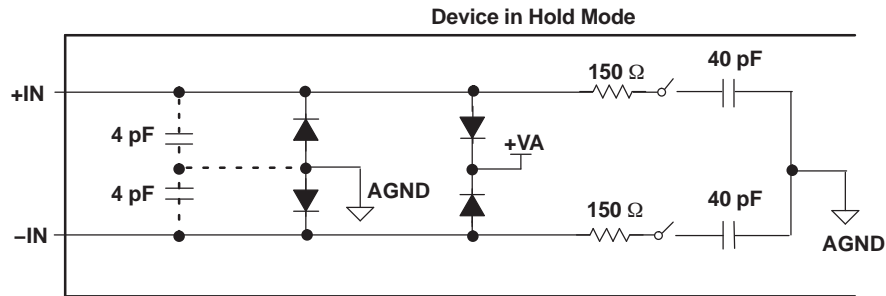 Device in Hold Mode
150 Ω
40 pF
+IN
4 pF
+VA
4 pF
AGND
150 Ω
40 pF
AGND
−IN